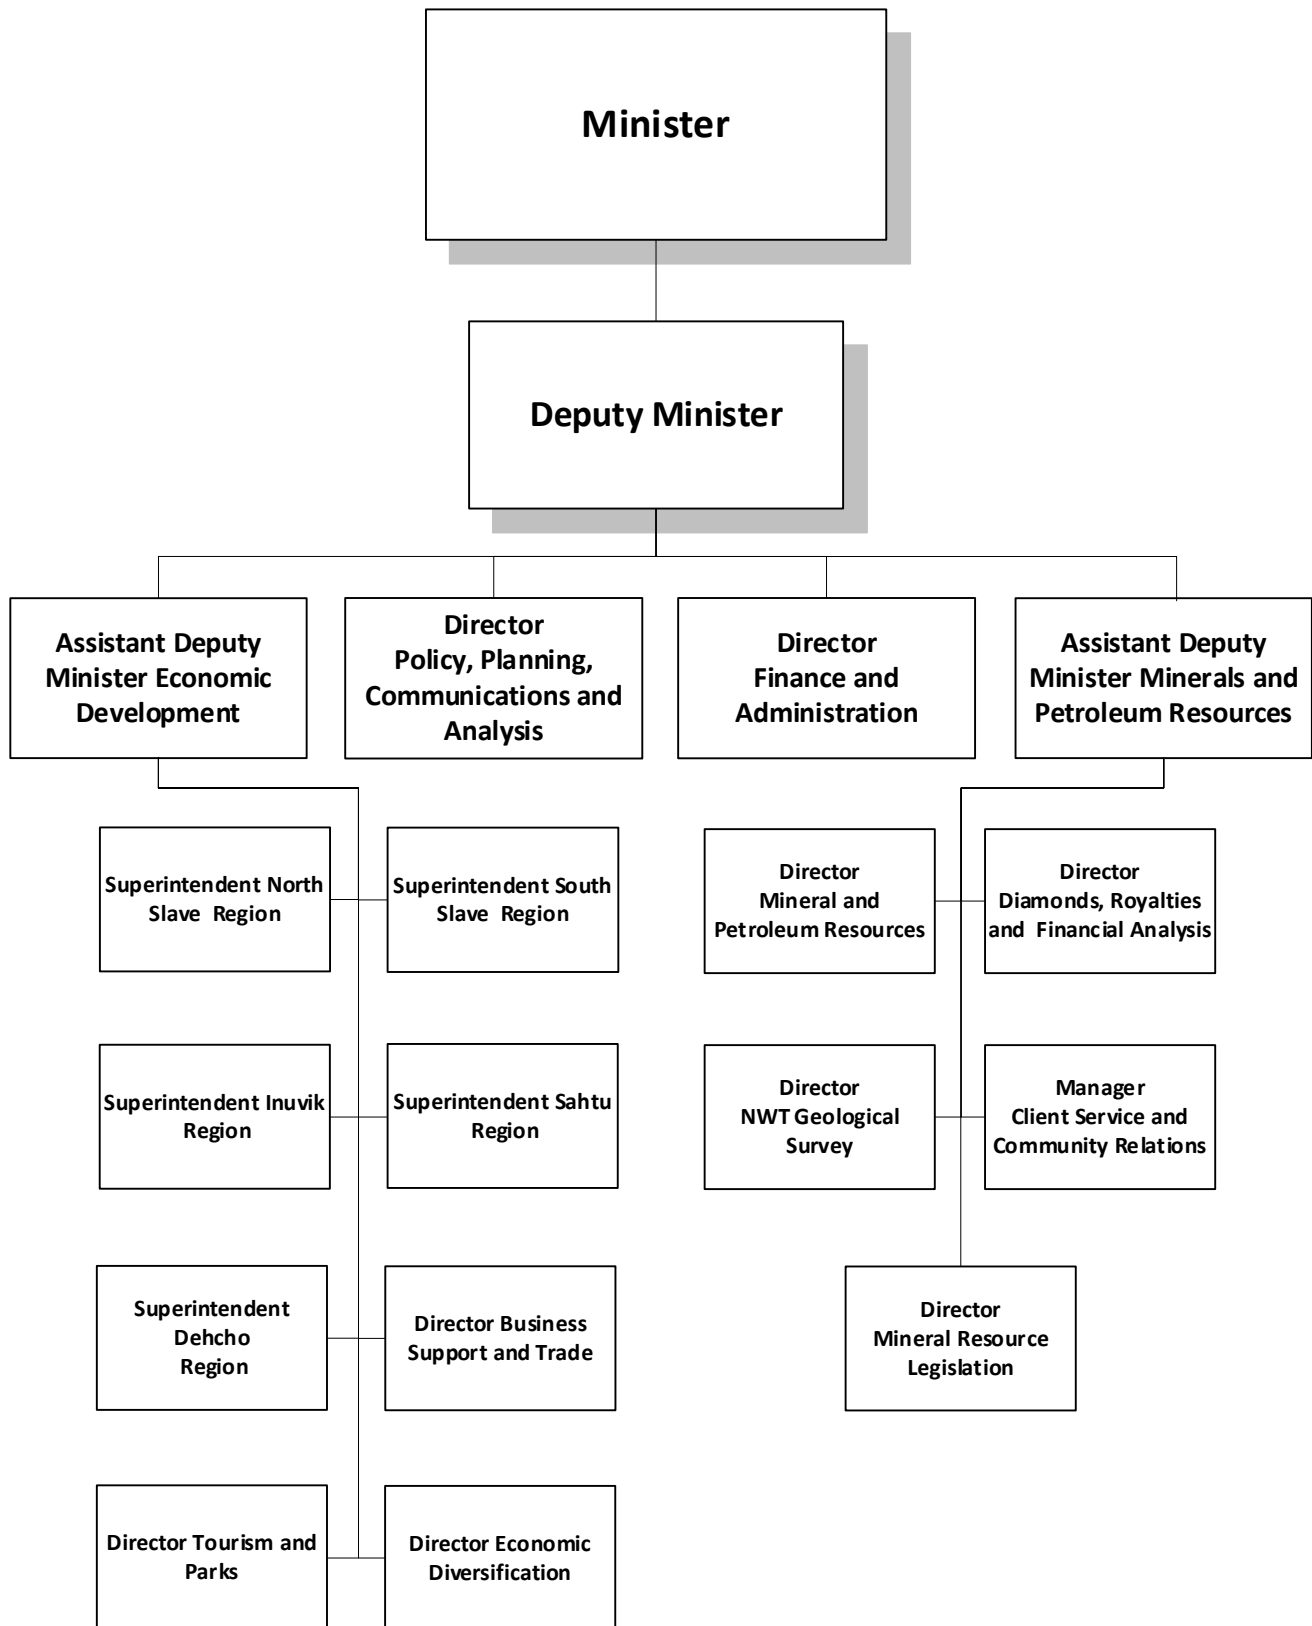 Minister
Deputy Minister
Assistant Deputy
Minister Economic
Development
Director
Policy, Planning,
Communications and
Analysis
Director
Finance and
Administration
Assistant Deputy
Minister Minerals and
Petroleum Resources
Superintendent North
Slave Region
Superintendent South
Slave Region
Director
Mineral and
Petroleum Resources
Director
Diamonds, Royalties
and Financial Analysis
Superintendent Inuvik
Region
Superintendent Sahtu
Region
Director
NWT Geological
Survey
Manager
Client Service and
Community Relations
Superintendent
Dehcho
Region
Director Business
Support and Trade
Director
Mineral Resource
Legislation
Director Tourism and
Parks
Director Economic
Diversification